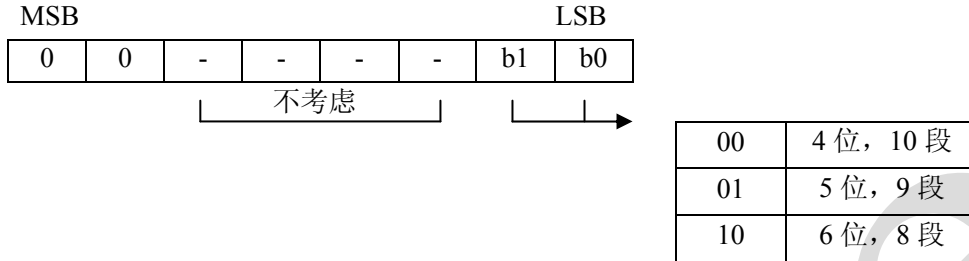 MSB LSB
0 0 - - - - b1 b0
不考虑
00 4 位，10 段
01 5 位，9 段
10 6 位，8 段